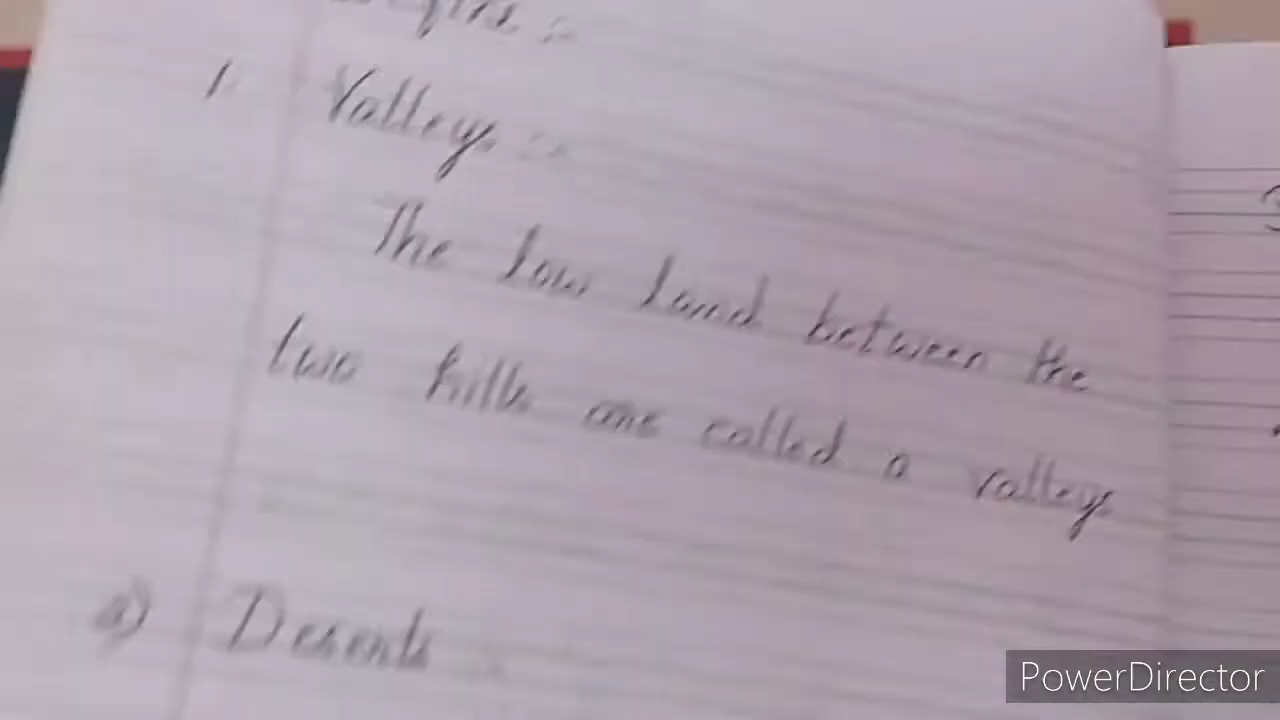 1. Valley :-
The low land between the
two hills are called a valley.
2) Deserts
PowerDirector